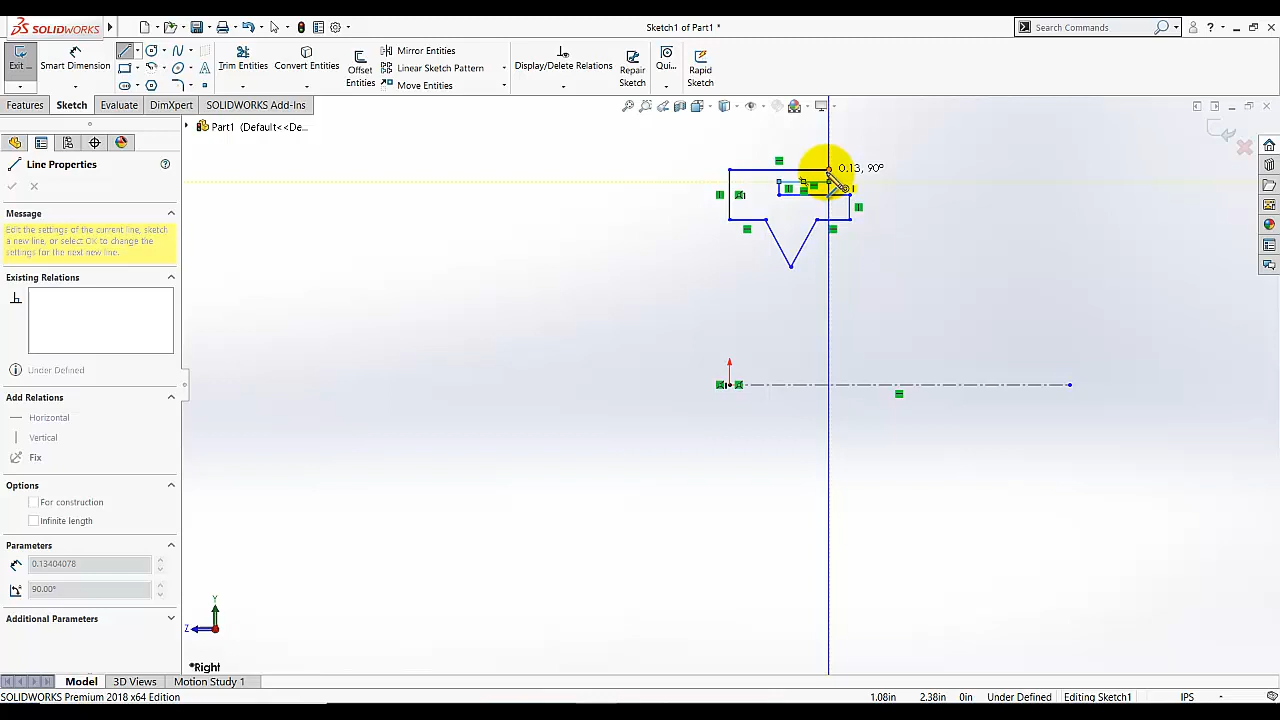 SOLIDWORKS
Sketch1 of Part1 *
Search Commands
?
Exit ...
Smart Dimension
Trim Entities
Convert Entities
Offset Entities
Mirror Entities
Linear Sketch Pattern
Move Entities
Display/Delete Relations
Repair Sketch
Qui...
Rapid Sketch
Features
Sketch
Evaluate
DimXpert
SOLIDWORKS Add-Ins
Part1 (Default<<De...
Line Properties
Message
Edit the settings of the current line, sketch
a new line, or select OK to change the
settings for the next new line.
Existing Relations
Under Defined
Add Relations
Horizontal
Vertical
Fix
Options
For construction
Infinite length
Parameters
0.13404078
90.00°
Additional Parameters
0.13, 90°
Y
Z
*Right
Model
3D Views
Motion Study 1
SOLIDWORKS Premium 2018 x64 Edition
1.08in
2.38in
0in
Under Defined
Editing Sketch1
IPS